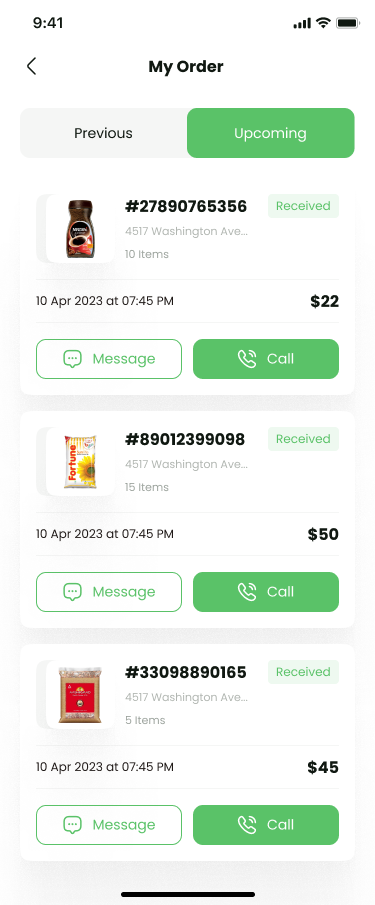 9:41
My Order
Previous
Upcoming
#27890765356
Received
4517 Washington Ave...
10 Items
10 Apr 2023 at 07:45 PM
$22
Message
Call
Fortune
#89012399098
Received
4517 Washington Ave...
15 Items
10 Apr 2023 at 07:45 PM
$50
Message
Call
#33098890165
Received
4517 Washington Ave...
5 Items
10 Apr 2023 at 07:45 PM
$45
Message
Call